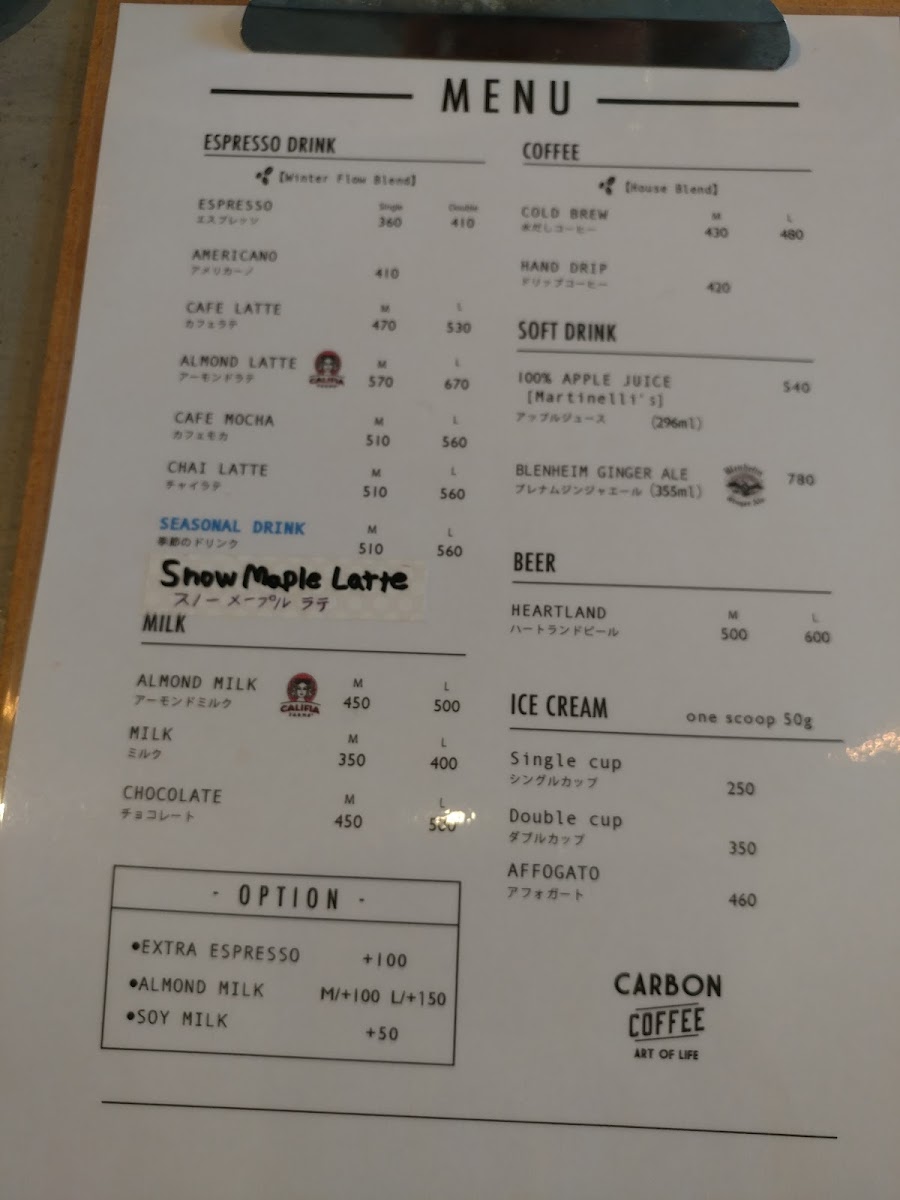 MENU
ESPRESSO DRINK
[Winter Flow Blend]
ESPRESSO Single Double
エスプレッソ 360 410
AMERICANO
アメリカーノ 410
CAFE LATTE M L
カフェラテ 470 530
ALMOND LATTE CALIFIA FARMS M L
アーモンドラテ 570 670
CAFE MOCHA M L
カフェモカ 510 560
CHAI LATTE M L
チャイラテ 510 560
SEASONAL DRINK M L
季節のドリンク 510 560
Snow Maple Latte
スノーメープル ラテ
MILK
ALMOND MILK CALIFIA FARMS M L
アーモンドミルク 450 500
MILK M L
ミルク 350 400
CHOCOLATE M L
チョコレート 450
- OPTION -
•EXTRA ESPRESSO +100
•ALMOND MILK M/+100 L/+150
•SOY MILK +50
COFFEE
[House Blend]
COLD BREW M L
水だしコーヒー 430 480
HAND DRIP
ドリップコーヒー 420
SOFT DRINK
100% APPLE JUICE 540
[Martinelli's]
アップルジュース (296ml)
BLENHEIM GINGER ALE Blenheim Ginger Ale 780
ブレナムジンジャエール (355ml)
BEER
HEARTLAND M L
ハートランドビール 500 600
ICE CREAM one scoop 50g
Single cup
シングルカップ 250
Double cup
ダブルカップ 350
AFFOGATO
アフォガート 460
CARBON
COFFEE
ART OF LIFE